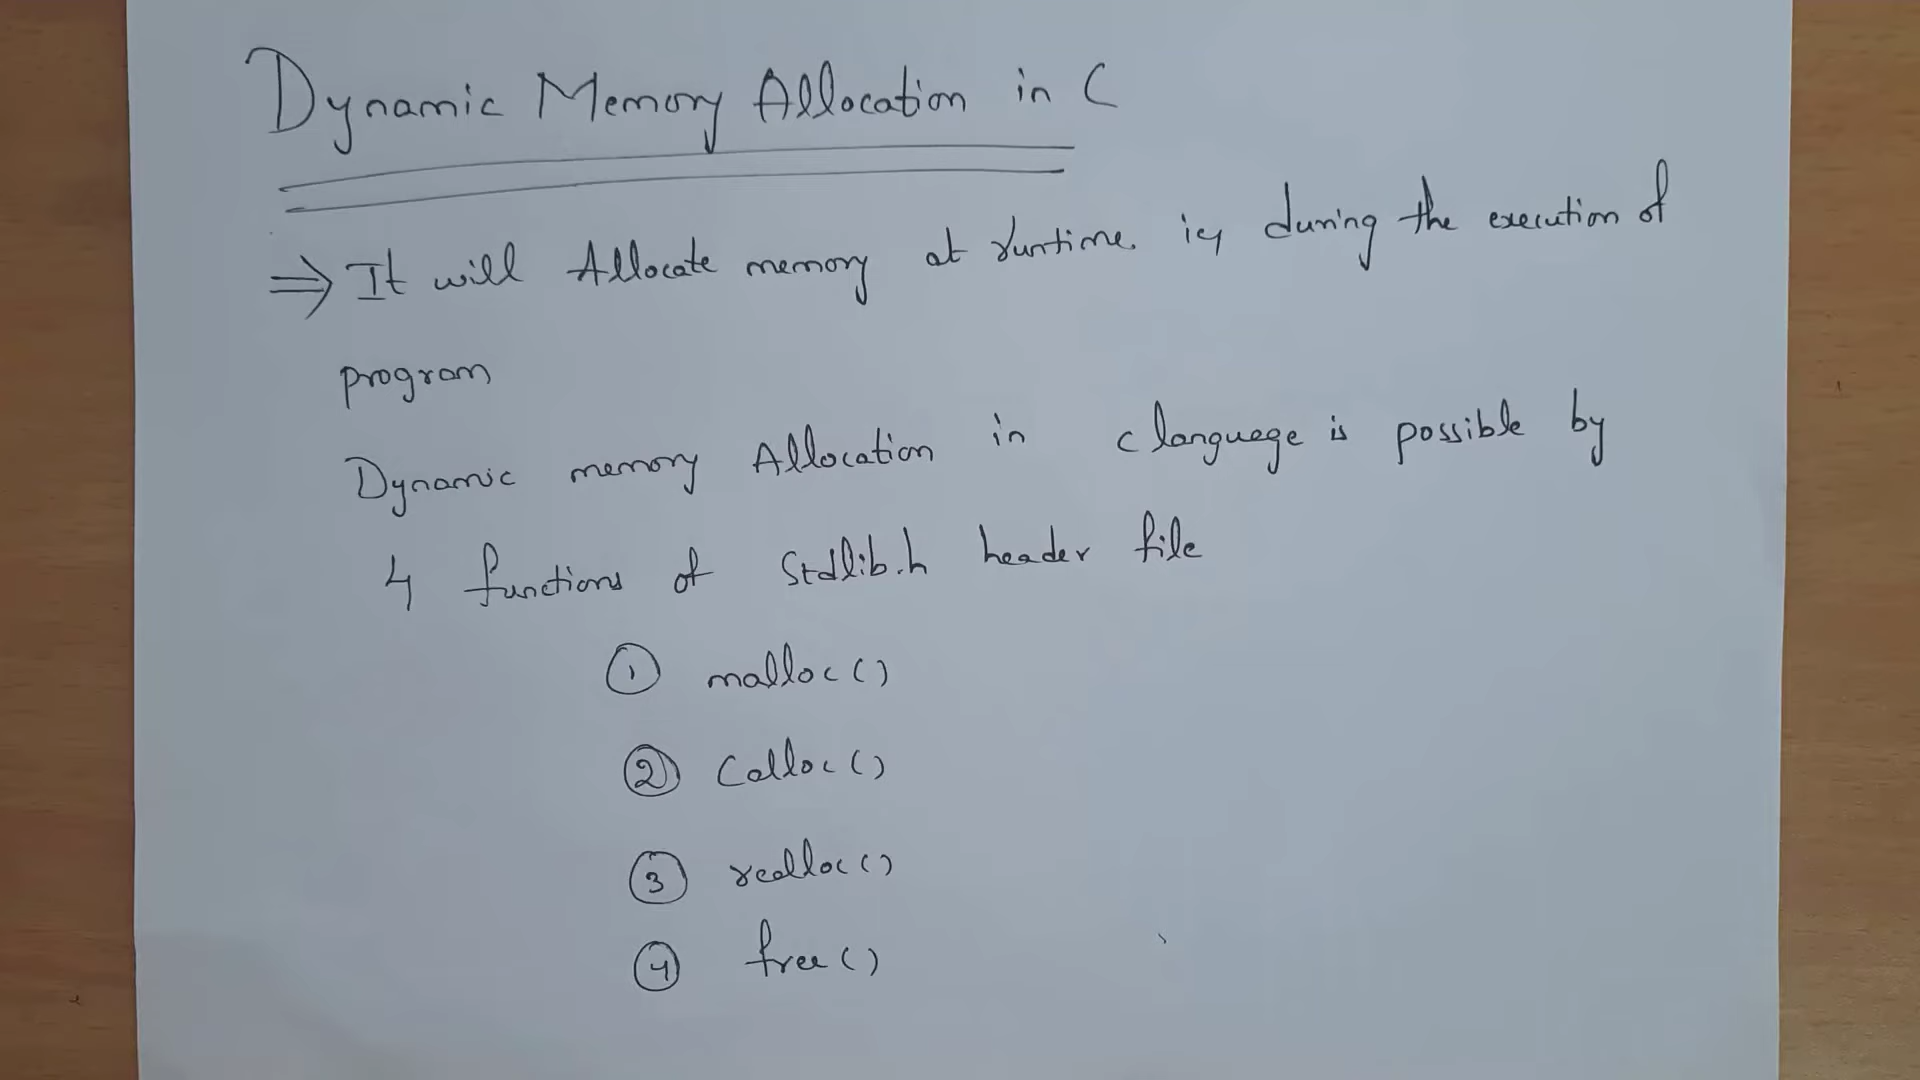 Dynamic Memory Allocation in C
⇒ It will Allocate memory at runtime. ie, during the execution of
program
Dynamic memory Allocation in c language is possible by
4 functions of Stdlib.h header file
① malloc()
② Calloc()
③ realloc()
④ free()